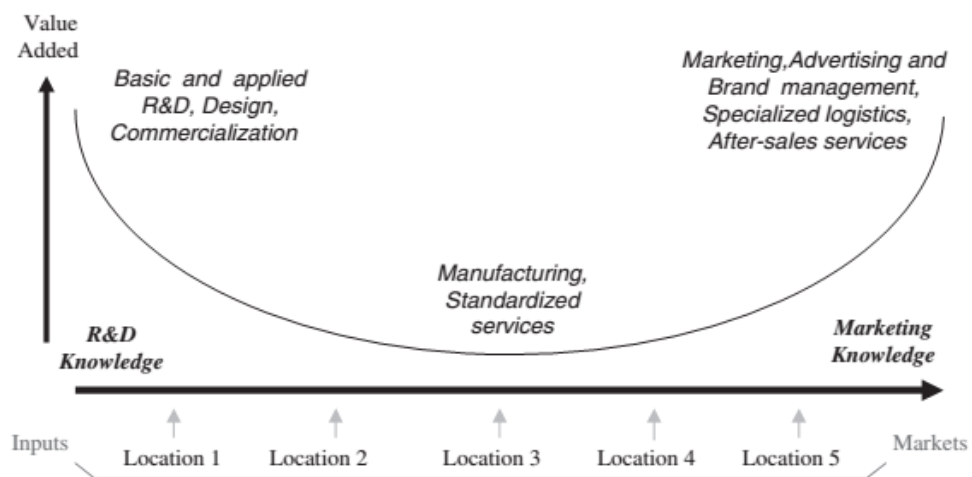 Value
Added
Basic and applied
R&D, Design,
Commercialization
Marketing,Advertising and
Brand management,
Specialized logistics,
After-sales services
Manufacturing,
Standardized
services
R&D
Knowledge
Marketing
Knowledge
Inputs
Location 1
Location 2
Location 3
Location 4
Location 5
Markets